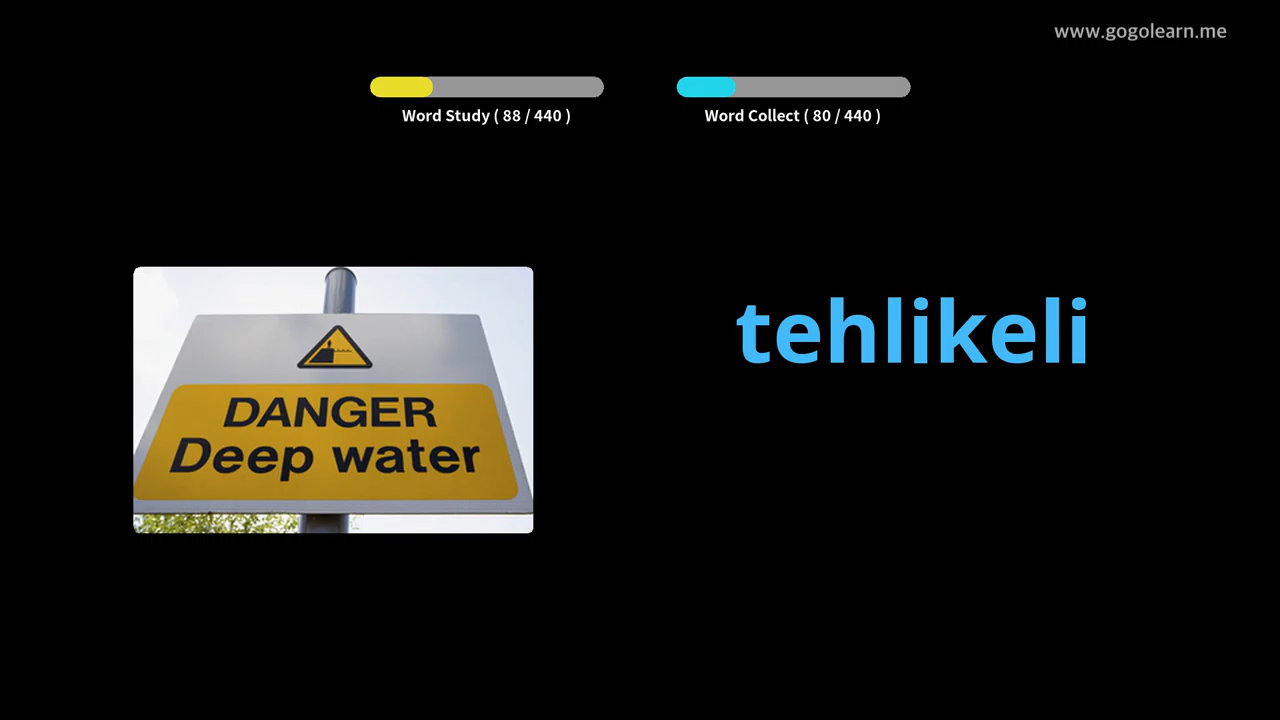 www.gogolearn.me
Word Study ( 88 / 440 )
Word Collect ( 80 / 440 )
DANGER
Deep water
tehlikeli